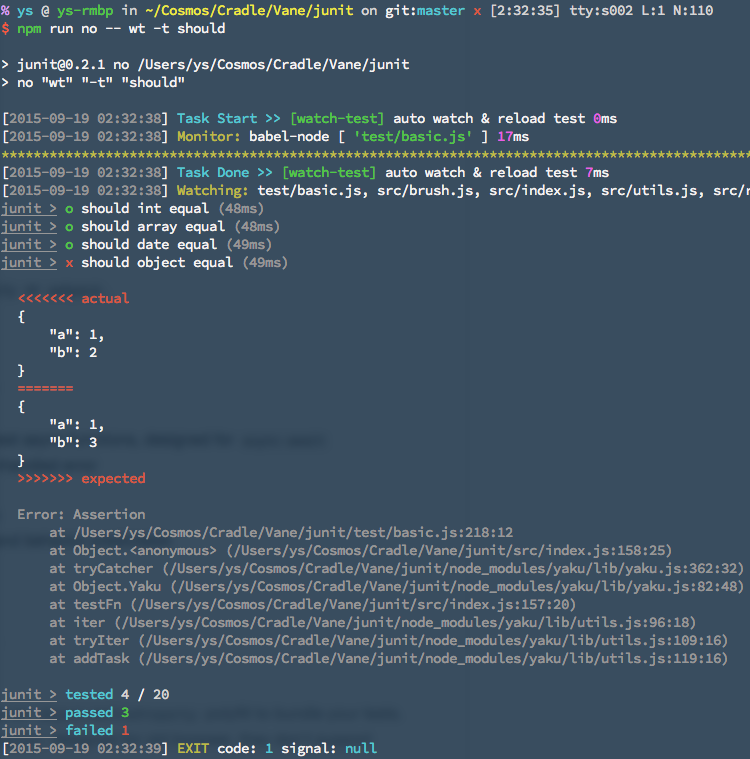 % ys @ ys-rmbp in ~/Cosmos/Cradle/Vane/junit on git:master x [2:32:35] tty:s002 L:1 N:110
$ npm run no -- wt -t should
> junit@0.2.1 no /Users/ys/Cosmos/Cradle/Vane/junit
> no "wt" "-t" "should"
[2015-09-19 02:32:38] Task Start >> [watch-test] auto watch & reload test 0ms
[2015-09-19 02:32:38] Monitor: babel-node [ 'test/basic.js' ] 17ms
**********************************************************************************************
[2015-09-19 02:32:38] Task Done >> [watch-test] auto watch & reload test 7ms
[2015-09-19 02:32:38] Watching: test/basic.js, src/brush.js, src/index.js, src/utils.js, src/r
junit > o should int equal (48ms)
junit > o should array equal (48ms)
junit > o should date equal (49ms)
junit > x should object equal (49ms)
<<<<<<< actual
{
"a": 1,
"b": 2
}
=======
{
"a": 1,
"b": 3
}
>>>>>>> expected
Error: Assertion
at /Users/ys/Cosmos/Cradle/Vane/junit/test/basic.js:218:12
at Object.<anonymous> (/Users/ys/Cosmos/Cradle/Vane/junit/src/index.js:158:25)
at tryCatcher (/Users/ys/Cosmos/Cradle/Vane/junit/node_modules/yaku/lib/yaku.js:362:32)
at Object.Yaku (/Users/ys/Cosmos/Cradle/Vane/junit/node_modules/yaku/lib/yaku.js:82:48)
at testFn (/Users/ys/Cosmos/Cradle/Vane/junit/src/index.js:157:20)
at iter (/Users/ys/Cosmos/Cradle/Vane/junit/node_modules/yaku/lib/utils.js:96:18)
at tryIter (/Users/ys/Cosmos/Cradle/Vane/junit/node_modules/yaku/lib/utils.js:109:16)
at addTask (/Users/ys/Cosmos/Cradle/Vane/junit/node_modules/yaku/lib/utils.js:119:16)
junit > tested 4 / 20
junit > passed 3
junit > failed 1
[2015-09-19 02:32:39] EXIT code: 1 signal: null